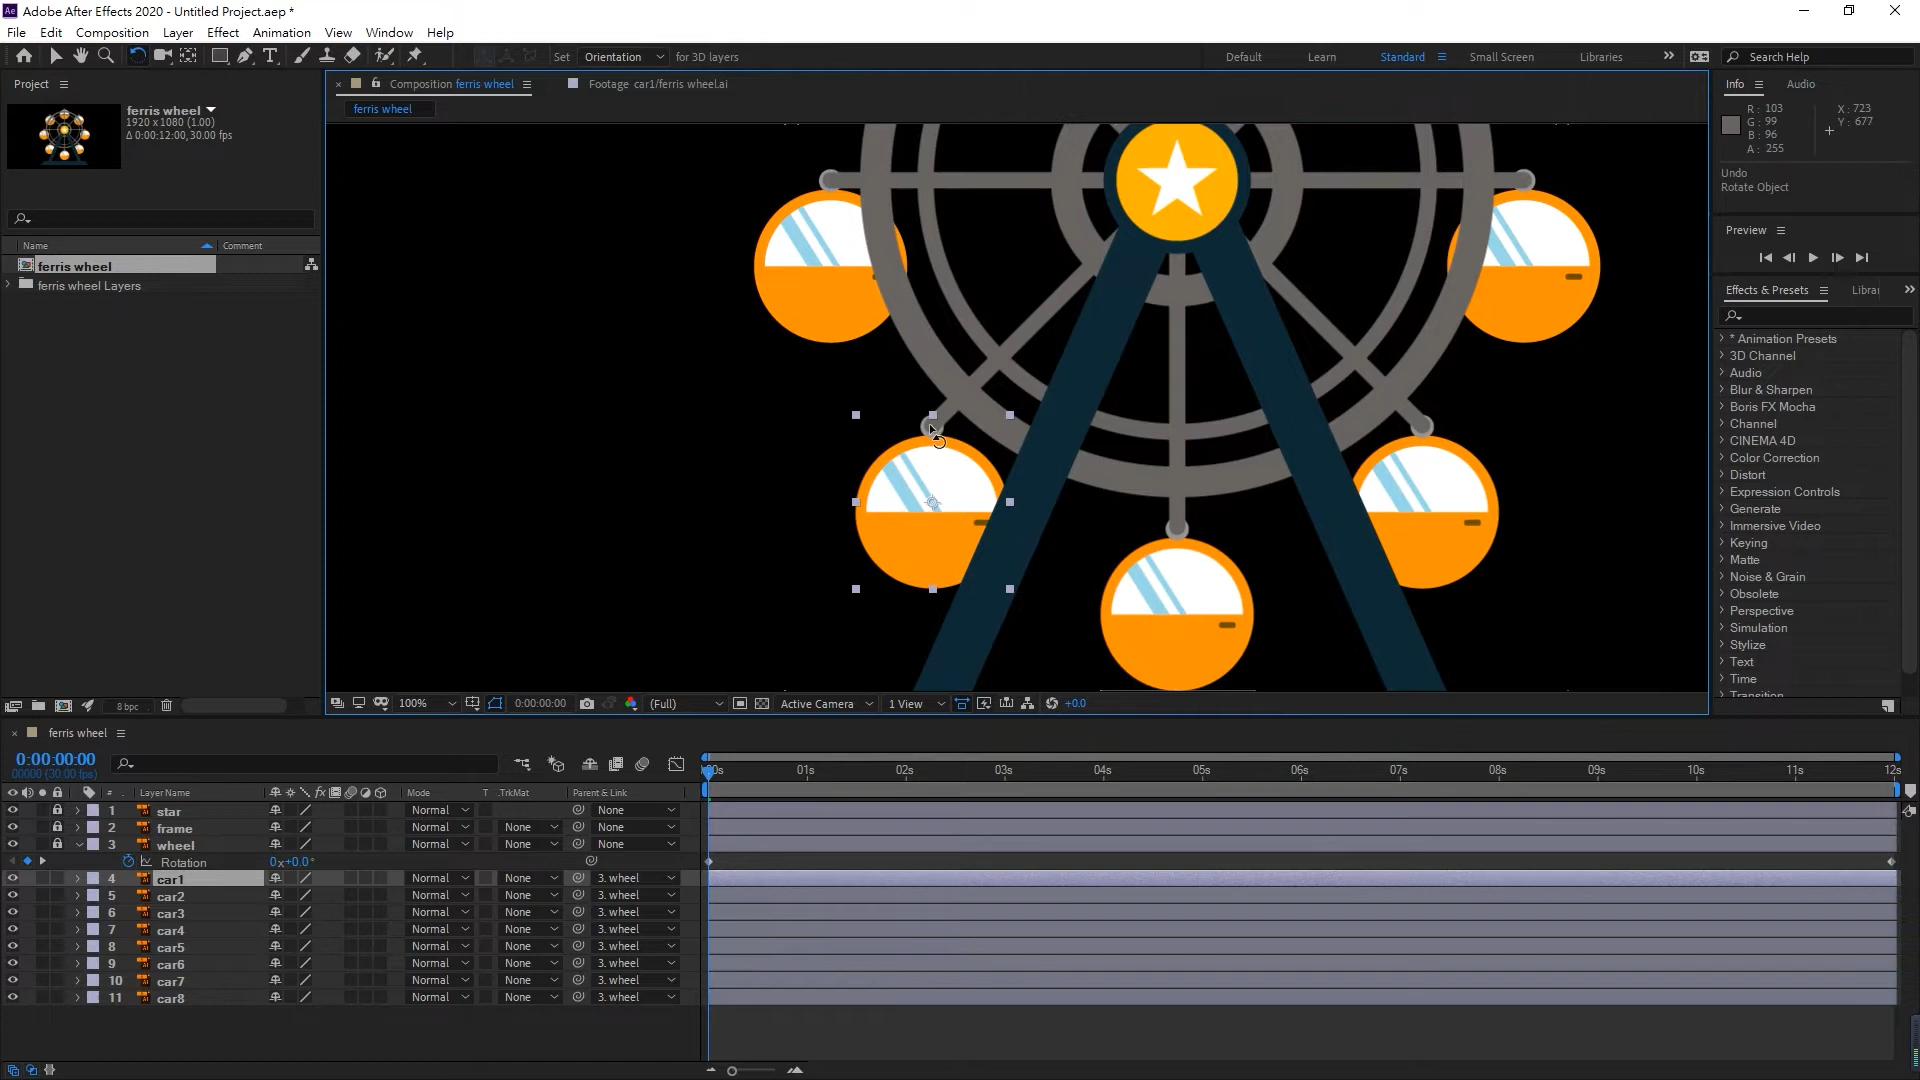 Adobe After Effects 2020 - Untitled Project.aep *
File Edit Composition Layer Effect Animation View Window Help
Set Orientation for 3D layers Default Learn Standard Small Screen Libraries Search Help
Project
ferris wheel
1920 x 1080 (1.00)
Δ 0:00:12:00, 30.00 fps
Name Comment
ferris wheel
ferris wheel Layers
8 bpc
Composition ferris wheel Footage car1/ferris wheel.ai
ferris wheel
100% 0:00:00:00 (Full) Active Camera 1 View +0.0
Info Audio
R : 103 X : 723
G : 99 Y : 677
B : 96
A : 255
Undo
Rotate Object
Preview
Effects & Presets Librar
* Animation Presets
3D Channel
Audio
Blur & Sharpen
Boris FX Mocha
Channel
CINEMA 4D
Color Correction
Distort
Expression Controls
Generate
Immersive Video
Keying
Matte
Noise & Grain
Obsolete
Perspective
Simulation
Stylize
Text
Time
Transition
ferris wheel
0:00:00:00
00000 (30.00 fps)
:00s 01s 02s 03s 04s 05s 06s 07s 08s 09s 10s 11s 12s
# Layer Name fx Mode T .TrkMat Parent & Link
1 star Normal None
2 frame Normal None None
3 wheel Normal None None
Rotation 0x+0.0°
4 car1 Normal None 3. wheel
5 car2 Normal None 3. wheel
6 car3 Normal None 3. wheel
7 car4 Normal None 3. wheel
8 car5 Normal None 3. wheel
9 car6 Normal None 3. wheel
10 car7 Normal None 3. wheel
11 car8 Normal None 3. wheel